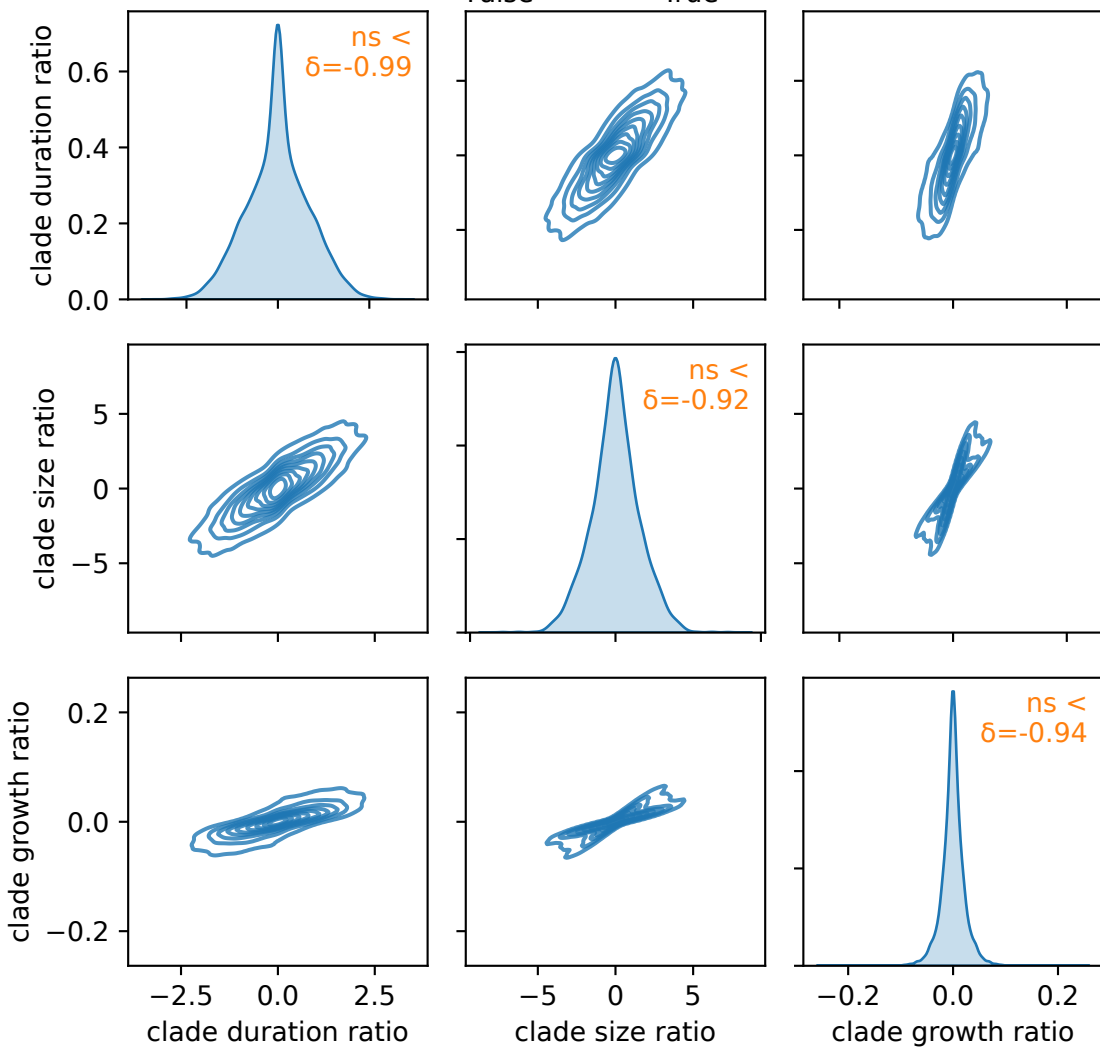 clade duration ratio
0.6
0.4
0.2
0.0
ns <
δ=-0.99
clade size ratio
5
0
−5
ns <
δ=-0.92
clade growth ratio
0.2
0.0
−0.2
ns <
δ=-0.94
−2.5 0.0 2.5
−5 0 5
−0.2 0.0 0.2
clade duration ratio
clade size ratio
clade growth ratio